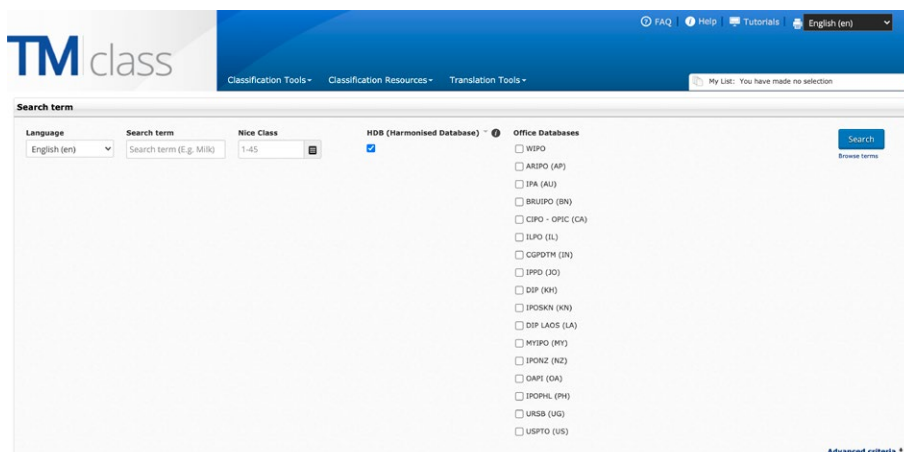 FAQ Help Tutorials English (en)
TM class
Classification Tools Classification Resources Translation Tools
My List: You have made no selection
Search term
Language Search term Nice Class HDB (Harmonised Database) Office Databases
English (en) Search term (E.g. Milk) 1-45 Search
Browse terms
WIPO
ARIPO (AP)
IPA (AU)
BRUIPO (BN)
CIPO - OPIC (CA)
ILPO (IL)
CGPDTM (IN)
IPPD (JO)
DIP (KH)
IPOSKN (KN)
DIP LAOS (LA)
MYIPO (MY)
IPONZ (NZ)
OAPI (OA)
IPOPHL (PH)
URSB (UG)
USPTO (US)
Advanced criteria